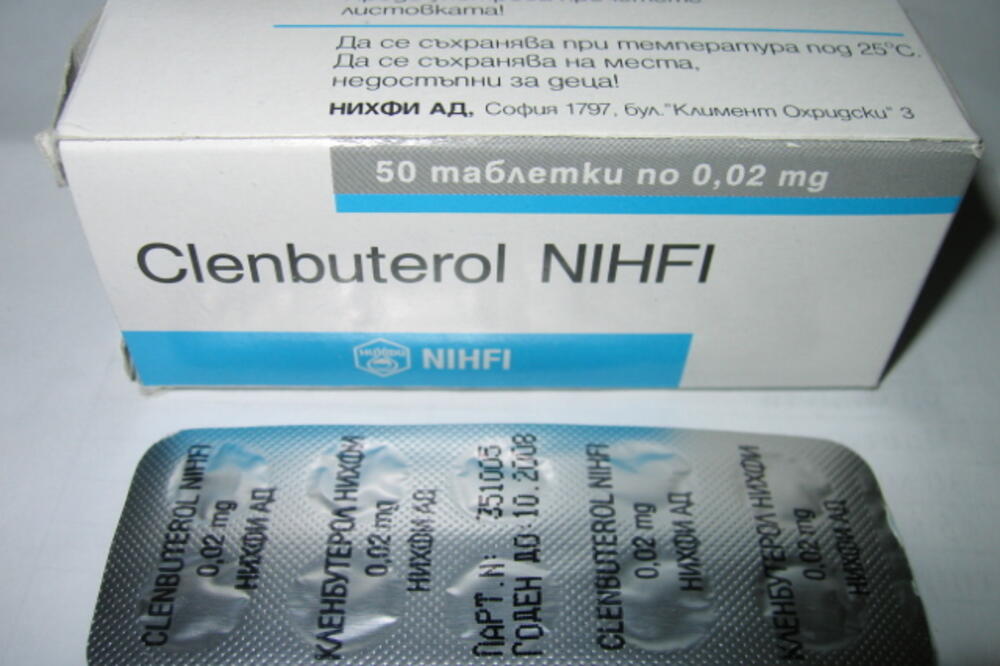 листовката!
Да се съхранява при температура под 25°C.
Да се съхранява на места,
недостъпни за деца!
НИХФИ АД, София 1797, бул."Климент Охридски" 3
50 таблетки по 0,02 mg
Clenbuterol NIHFI
NIHFI
CLENBUTEROL NIHFI
0,02 mg
НИХФИ АД
КЛЕНБУТЕРОЛ НИХФИ
0,02 mg
НИХФИ АД
ПАРТ.N: 351005
ГОДЕН ДО:10.2008
CLENBUTEROL NIHFI
0,02 mg
НИХФИ АД
КЛЕНБУТЕРОЛ НИХФИ
0,02 mg
НИХФИ АД